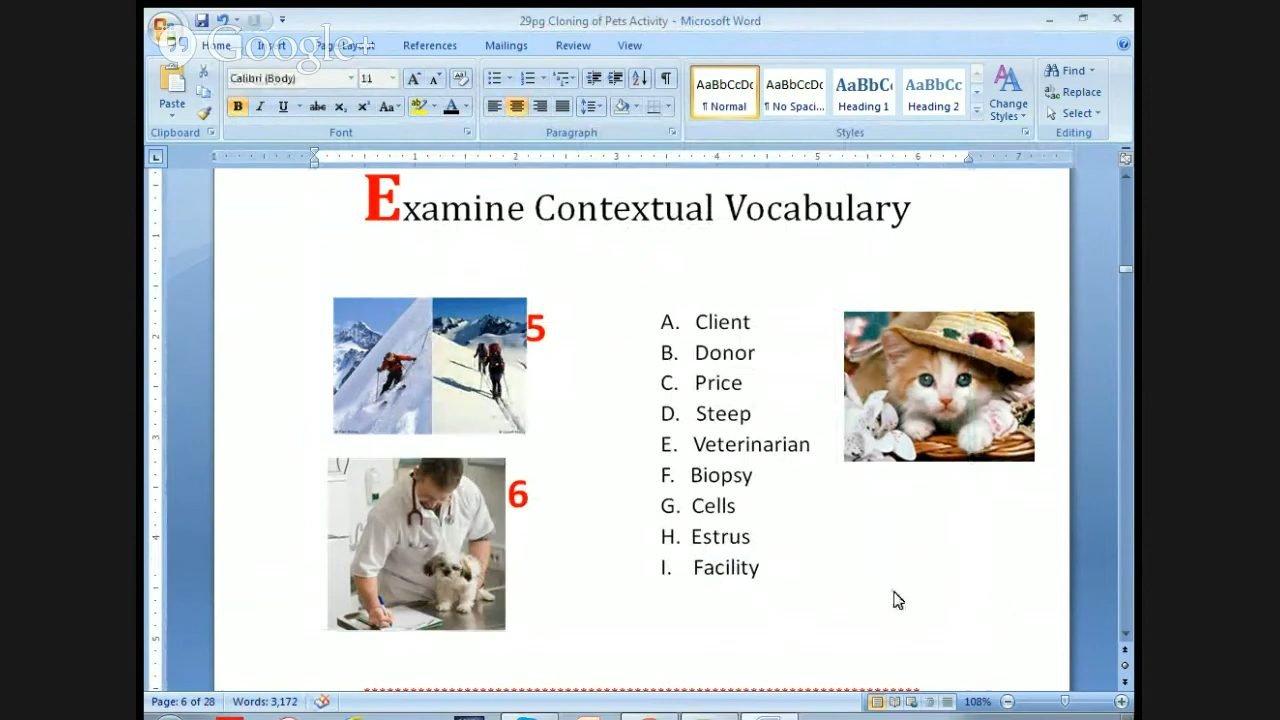 29pg Cloning of Pets Activity - Microsoft Word
Google+
Home Insert Page Layout References Mailings Review View
Paste
Calibri (Body) 11
AaBbCcDc AaBbCcDc AaBbC AaBbCc
¶ Normal ¶ No Spaci... Heading 1 Heading 2
Change Styles
Find
Replace
Select
Clipboard Font Paragraph Styles Editing
Examine Contextual Vocabulary
5
6
A. Client
B. Donor
C. Price
D. Steep
E. Veterinarian
F. Biopsy
G. Cells
H. Estrus
I. Facility
Page: 6 of 28 Words: 3,172 108%